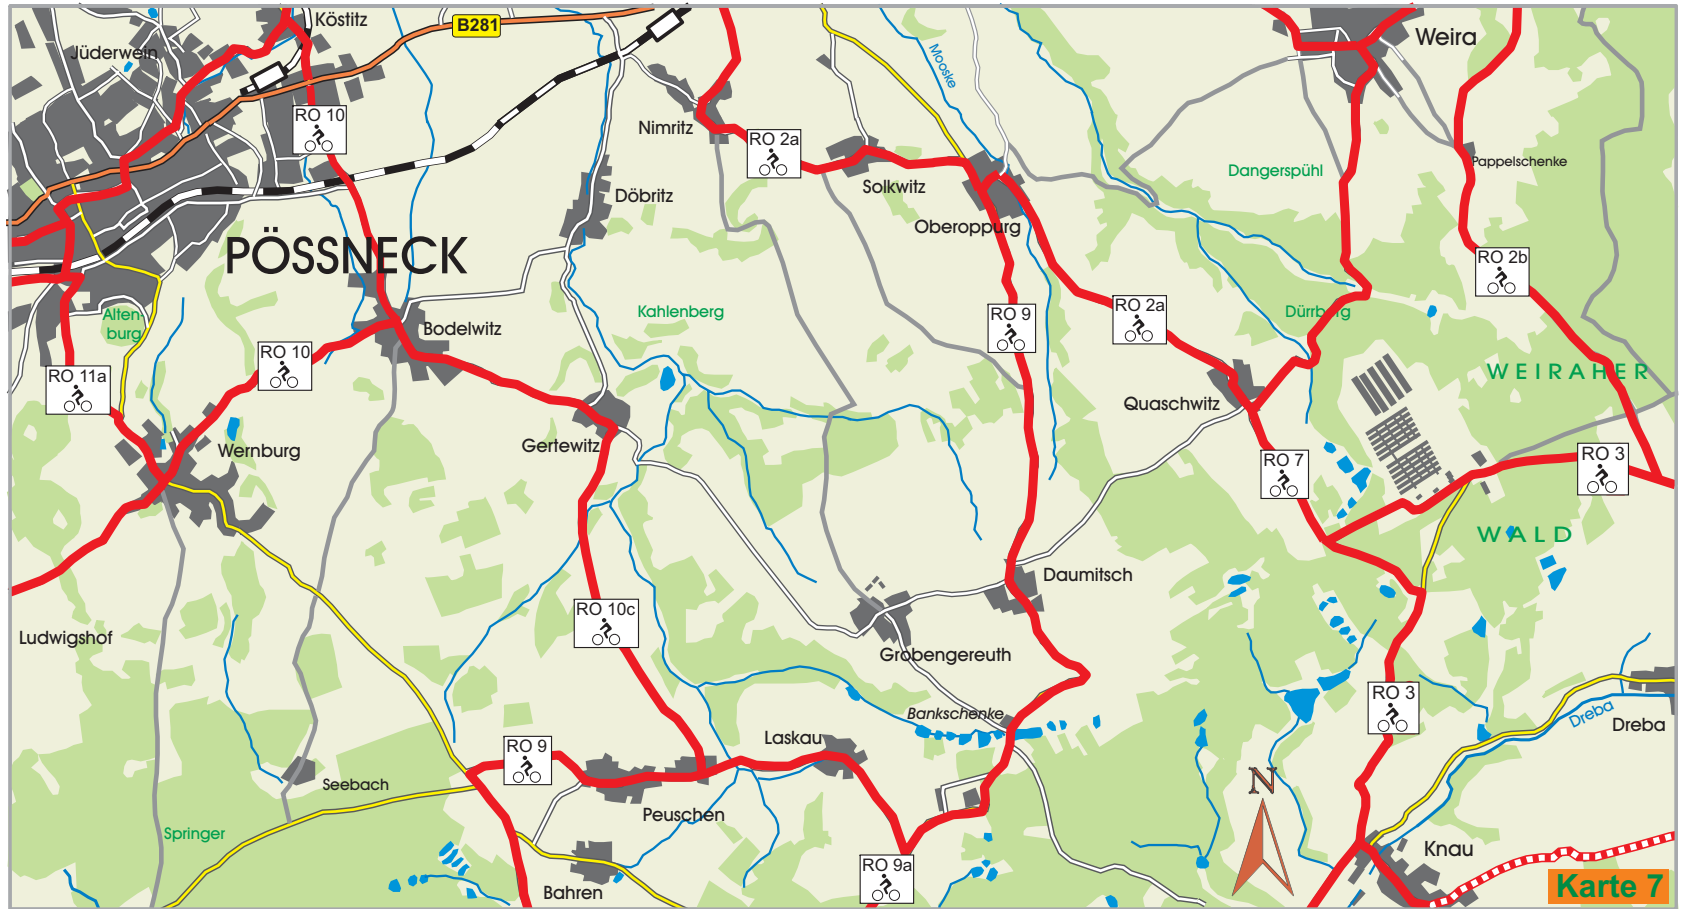 Köstitz
B281
Jüderwein
Mooske
Weira
RO 10
Nimritz
RO 2a
Solkwitz
Pappelschenke
Dangerspühl
Döbritz
Oberoppurg
PÖSSNECK
RO 2b
Alten-
burg
Kahlenberg
Bodelwitz
RO 9
RO 2a
Dürrberg
RO 10
RO 11a
WEIRAHER
Quaschwitz
Wernburg
Gertewitz
RO 7
RO 3
WALD
Daumitsch
RO 10c
Ludwigshof
Grobengereuth
RO 3
Bankschenke
Dreba
Dreba
Laskau
RO 9
Seebach
N
Peuschen
Springer
Knau
RO 9a
Bahren
Karte 7